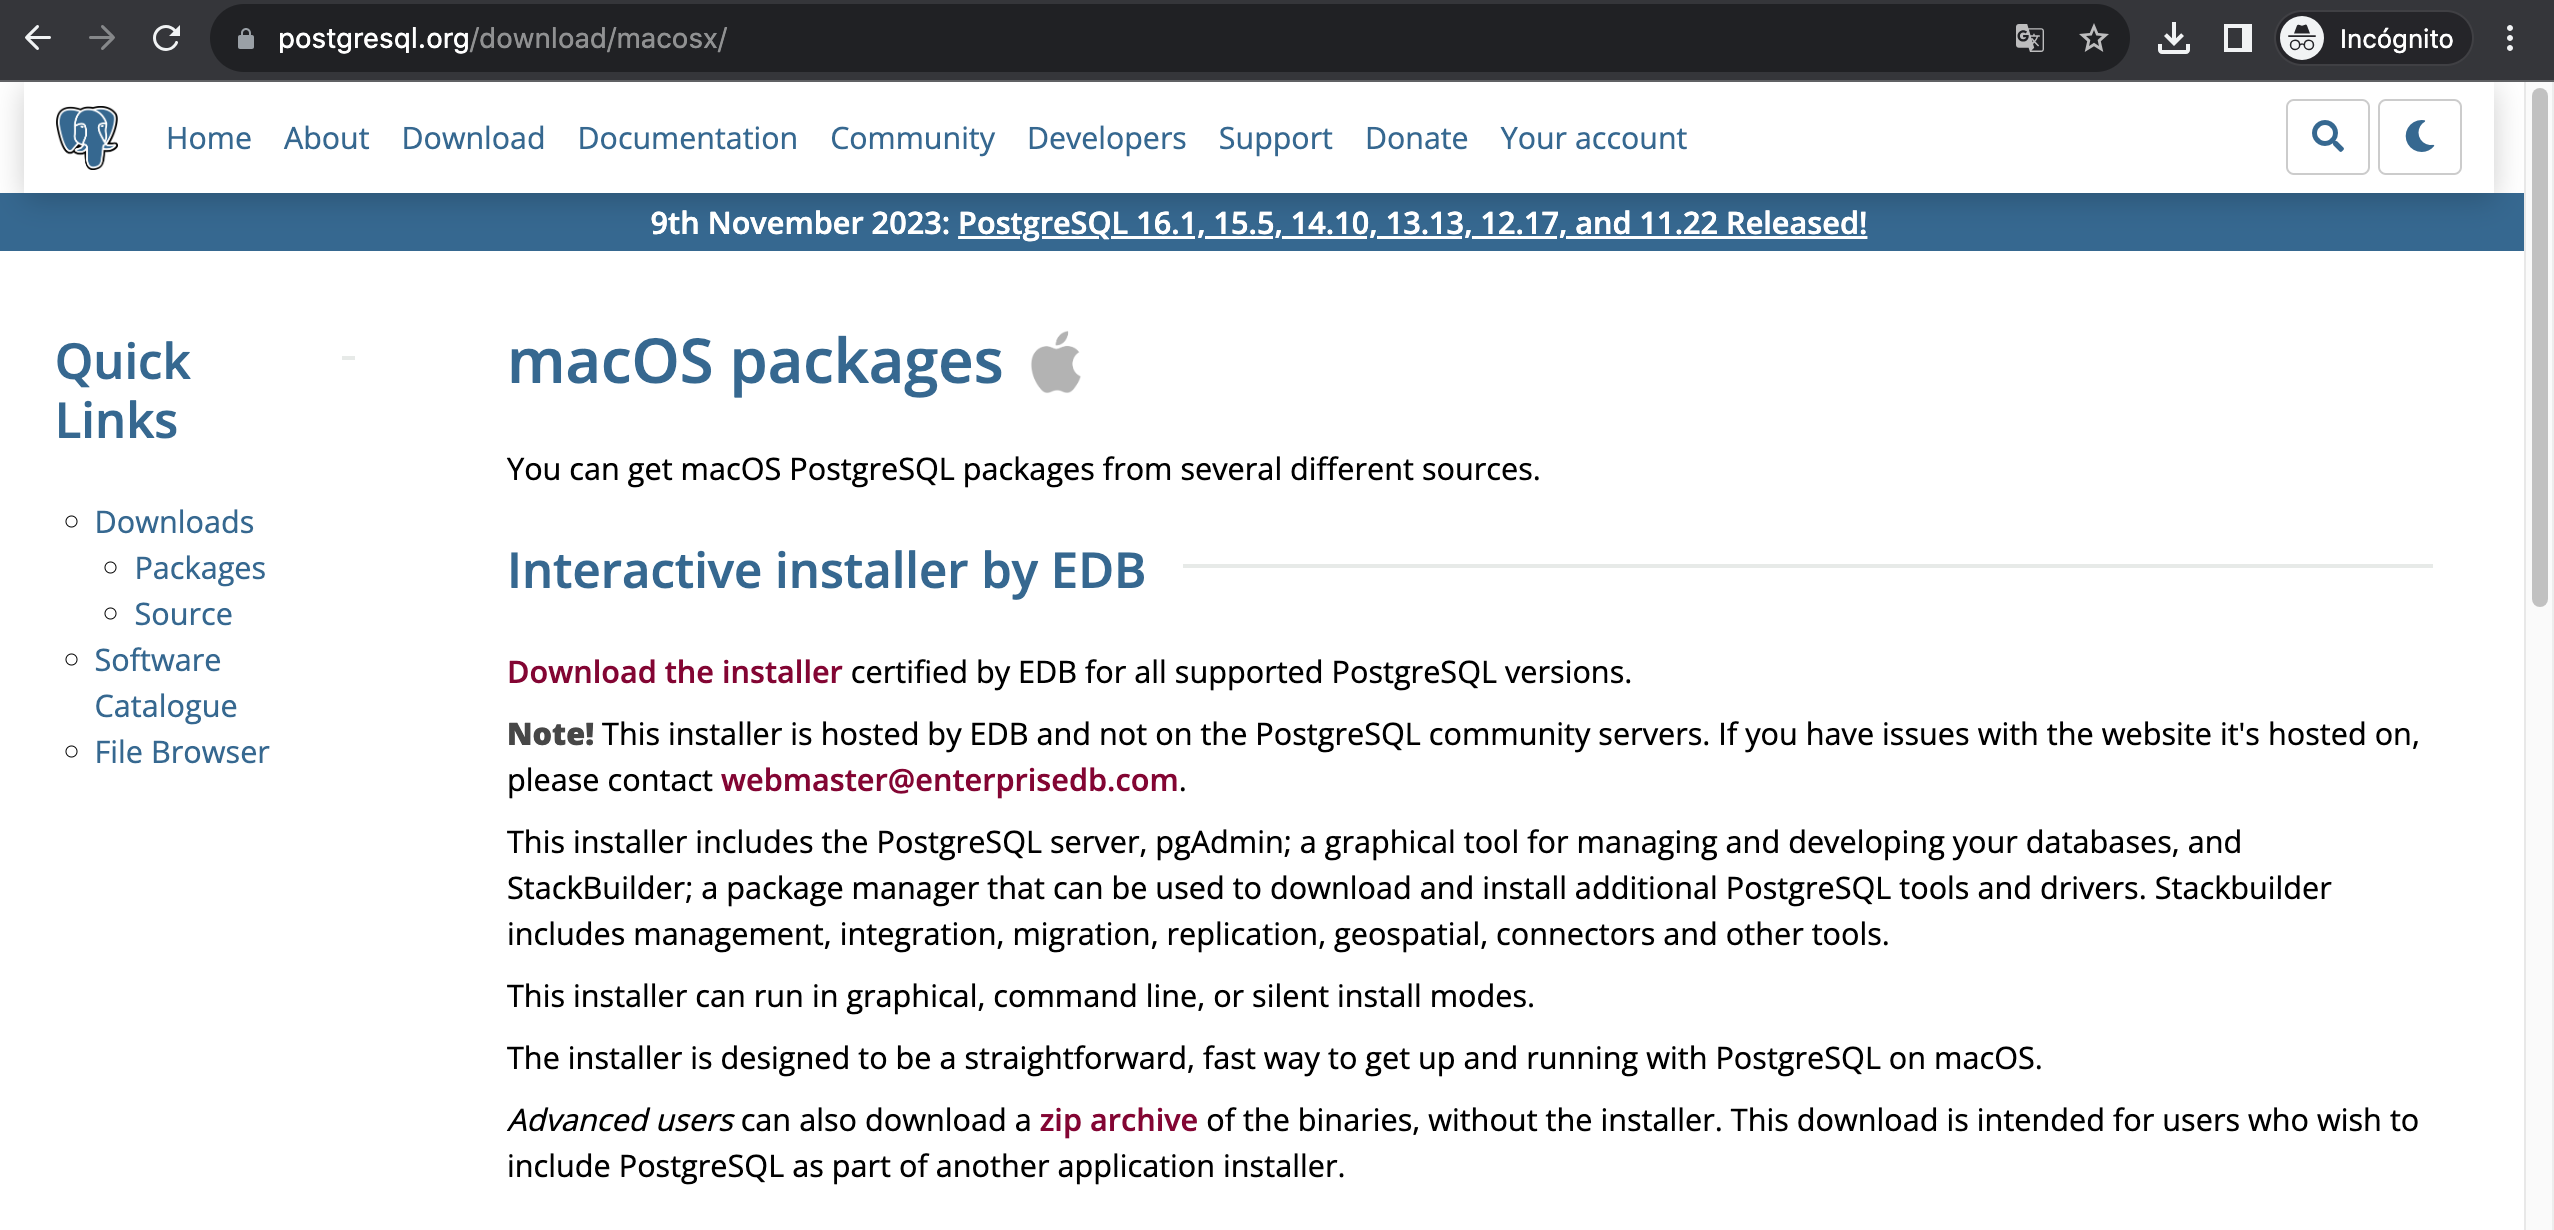 postgresql.org/download/macosx/
Incógnito
Home About Download Documentation Community Developers Support Donate Your account
9th November 2023: PostgreSQL 16.1, 15.5, 14.10, 13.13, 12.17, and 11.22 Released!
Quick
Links
Downloads
Packages
Source
Software
Catalogue
File Browser
macOS packages
You can get macOS PostgreSQL packages from several different sources.
Interactive installer by EDB
Download the installer certified by EDB for all supported PostgreSQL versions.
Note! This installer is hosted by EDB and not on the PostgreSQL community servers. If you have issues with the website it's hosted on,
please contact webmaster@enterprisedb.com.
This installer includes the PostgreSQL server, pgAdmin; a graphical tool for managing and developing your databases, and
StackBuilder; a package manager that can be used to download and install additional PostgreSQL tools and drivers. Stackbuilder
includes management, integration, migration, replication, geospatial, connectors and other tools.
This installer can run in graphical, command line, or silent install modes.
The installer is designed to be a straightforward, fast way to get up and running with PostgreSQL on macOS.
Advanced users can also download a zip archive of the binaries, without the installer. This download is intended for users who wish to
include PostgreSQL as part of another application installer.